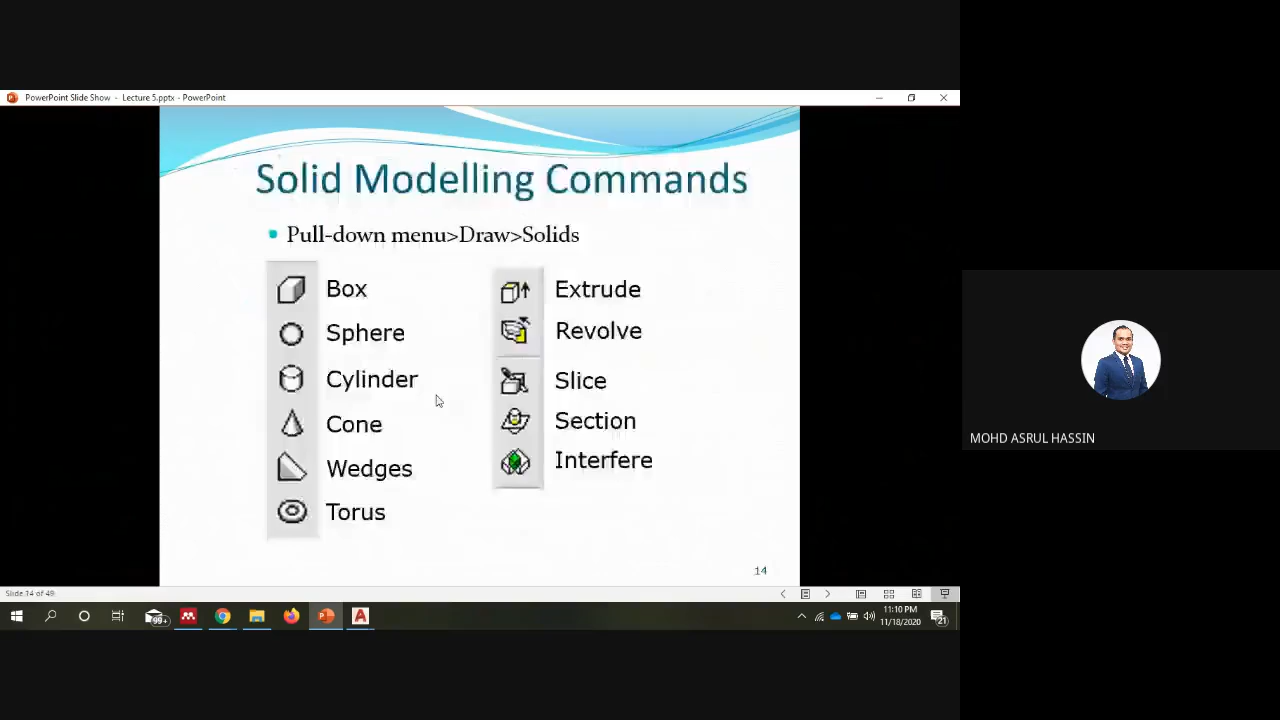 PowerPoint Slide Show - Lecture 5.pptx - PowerPoint
Solid Modelling Commands
Pull-down menu>Draw>Solids
Box
Sphere
Cylinder
Cone
Wedges
Torus
Extrude
Revolve
Slice
Section
Interfere
14
MOHD ASRUL HASSIN
Slide 14 of 49
99+
11:10 PM
11/18/2020
21